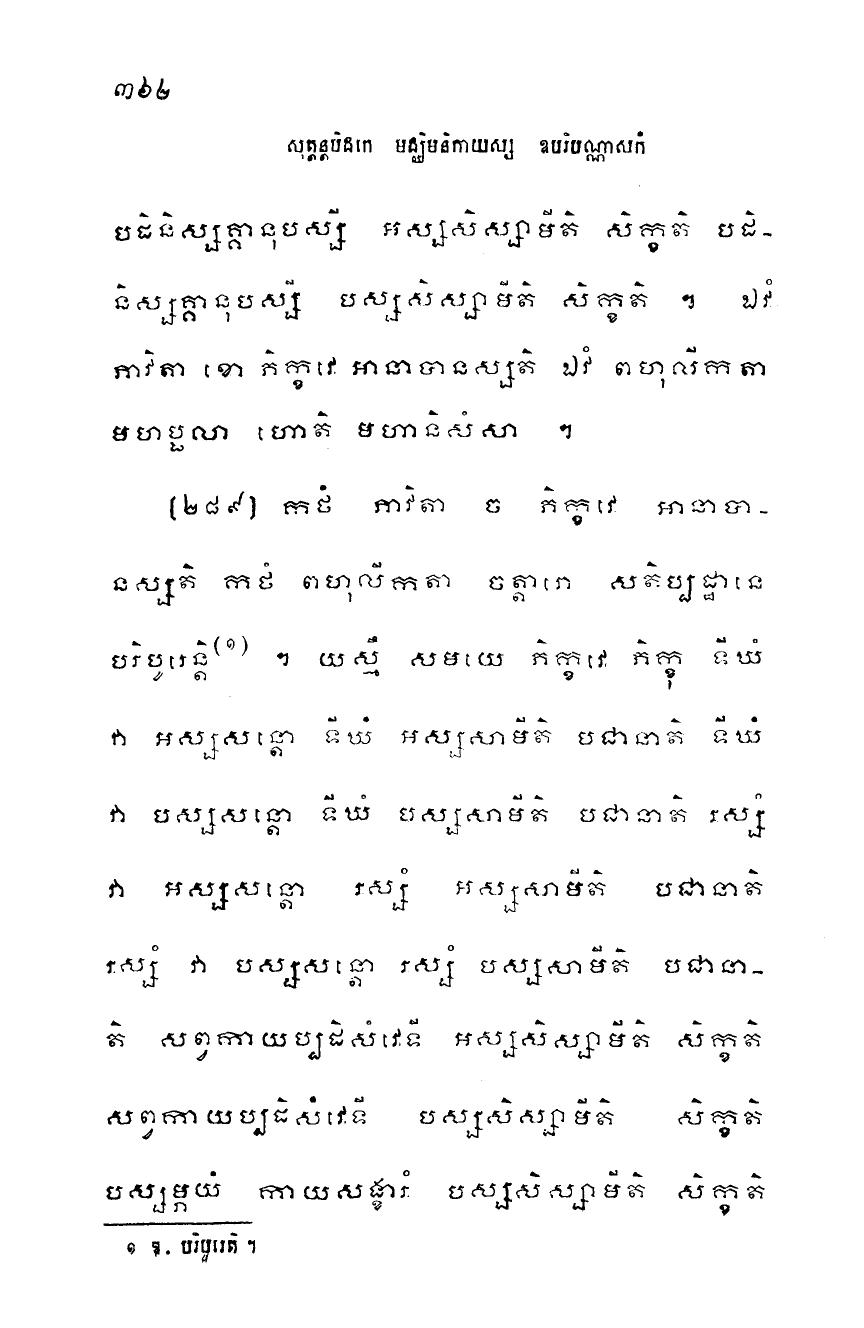 ៣៦២
សុត្តន្តបិដកេ មជ្ឈិមនិកាយស្ស ឧបរិបណ្ណាសកំ
បដិនិស្សគ្គានុបស្សី អស្សសិស្សាមីតិ សិក្ខតិ បដិ-
និស្សគ្គានុបស្សី បស្សសិស្សាមីតិ សិក្ខតិ ។ ឯវំ
ភាវិតា ខោ ភិក្ខវេ អានាបានស្សតិ ឯវំ ពហុលីកតា
មហប្ផលា ហោតិ មហានិសំសា ។
[២៨៩] កថំ ភាវិតា ច ភិក្ខវេ អានាបា-
នស្សតិ កថំ ពហុលីកតា ចត្តារោ សតិប្បដ្ឋានេ
បរិបូរេន្តិ(១) ។ យស្មឹ សមយេ ភិក្ខវេ ភិក្ខុ ទីឃំ
វា អស្សសន្តោ ទីឃំ អស្សសាមីតិ បជានាតិ ទីឃំ
វា បស្សសន្តោ ទីឃំ បស្សសាមីតិ បជានាតិ រស្សំ
វា អស្សសន្តោ រស្សំ អស្សសាមីតិ បជានាតិ
រស្សំ វា បស្សសន្តោ រស្សំ បស្សសាមីតិ បជានា-
តិ សព្វកាយប្បដិសំវេទី អស្សសិស្សាមីតិ សិក្ខតិ
សព្វកាយប្បដិសំវេទី បស្សសិស្សាមីតិ សិក្ខតិ
បស្សម្ភយំ កាយសង្ខារំ បស្សសិស្សាមីតិ សិក្ខតិ
១ ឱ. បរិបូរេតិ ។